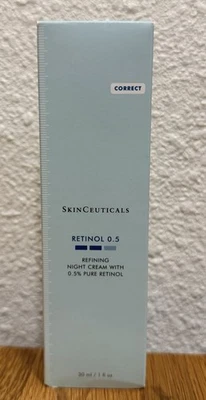 CORRECT
SKINCEUTICALS
RETINOL 0.5
REFINING
NIGHT CREAM WITH
0.5% PURE RETINOL
30 ml / 1 fl oz